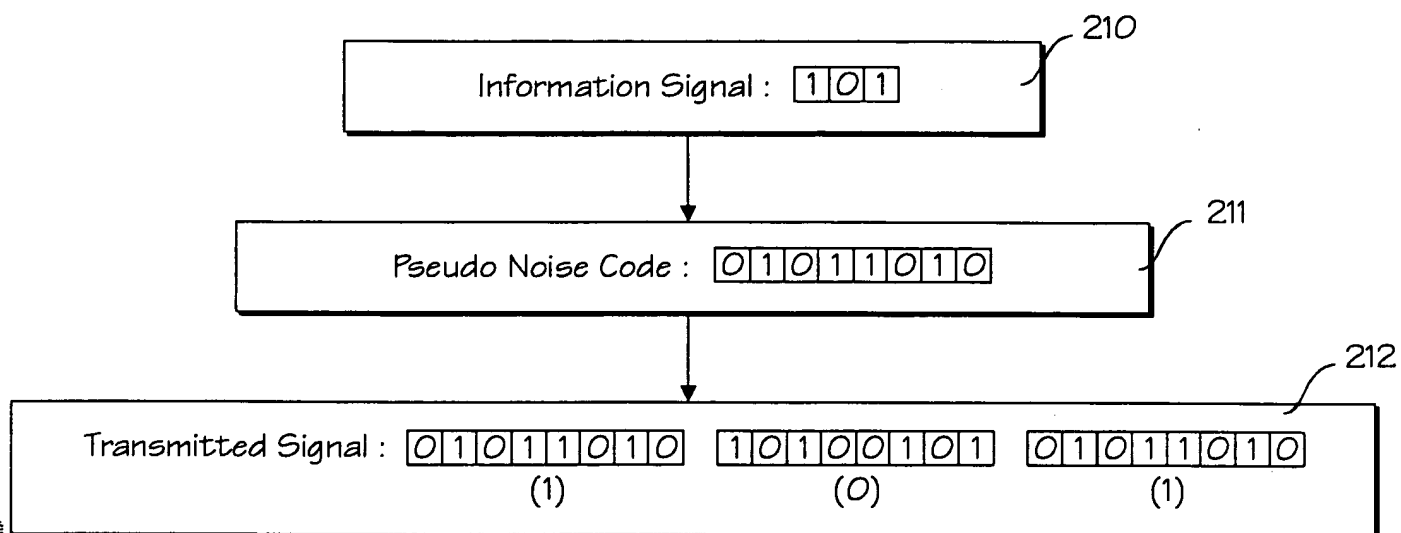 210
Information Signal : 1 0 1
211
Pseudo Noise Code : 0 1 0 1 1 0 1 0
212
Transmitted Signal : 0 1 0 1 1 0 1 0 1 0 1 0 0 1 0 1 0 1 0 1 1 0 1 0
(1) (0) (1)